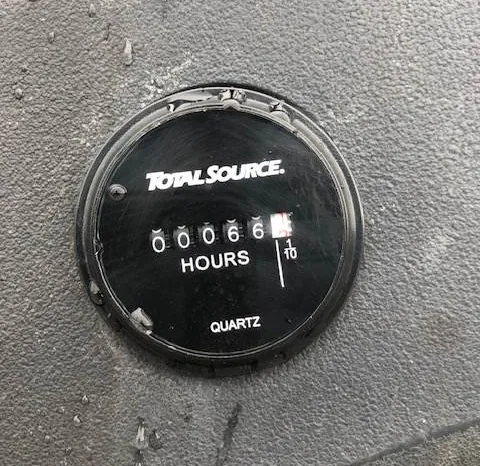 TOTAL SOURCE.
00066
HOURS
1/10
QUARTZ